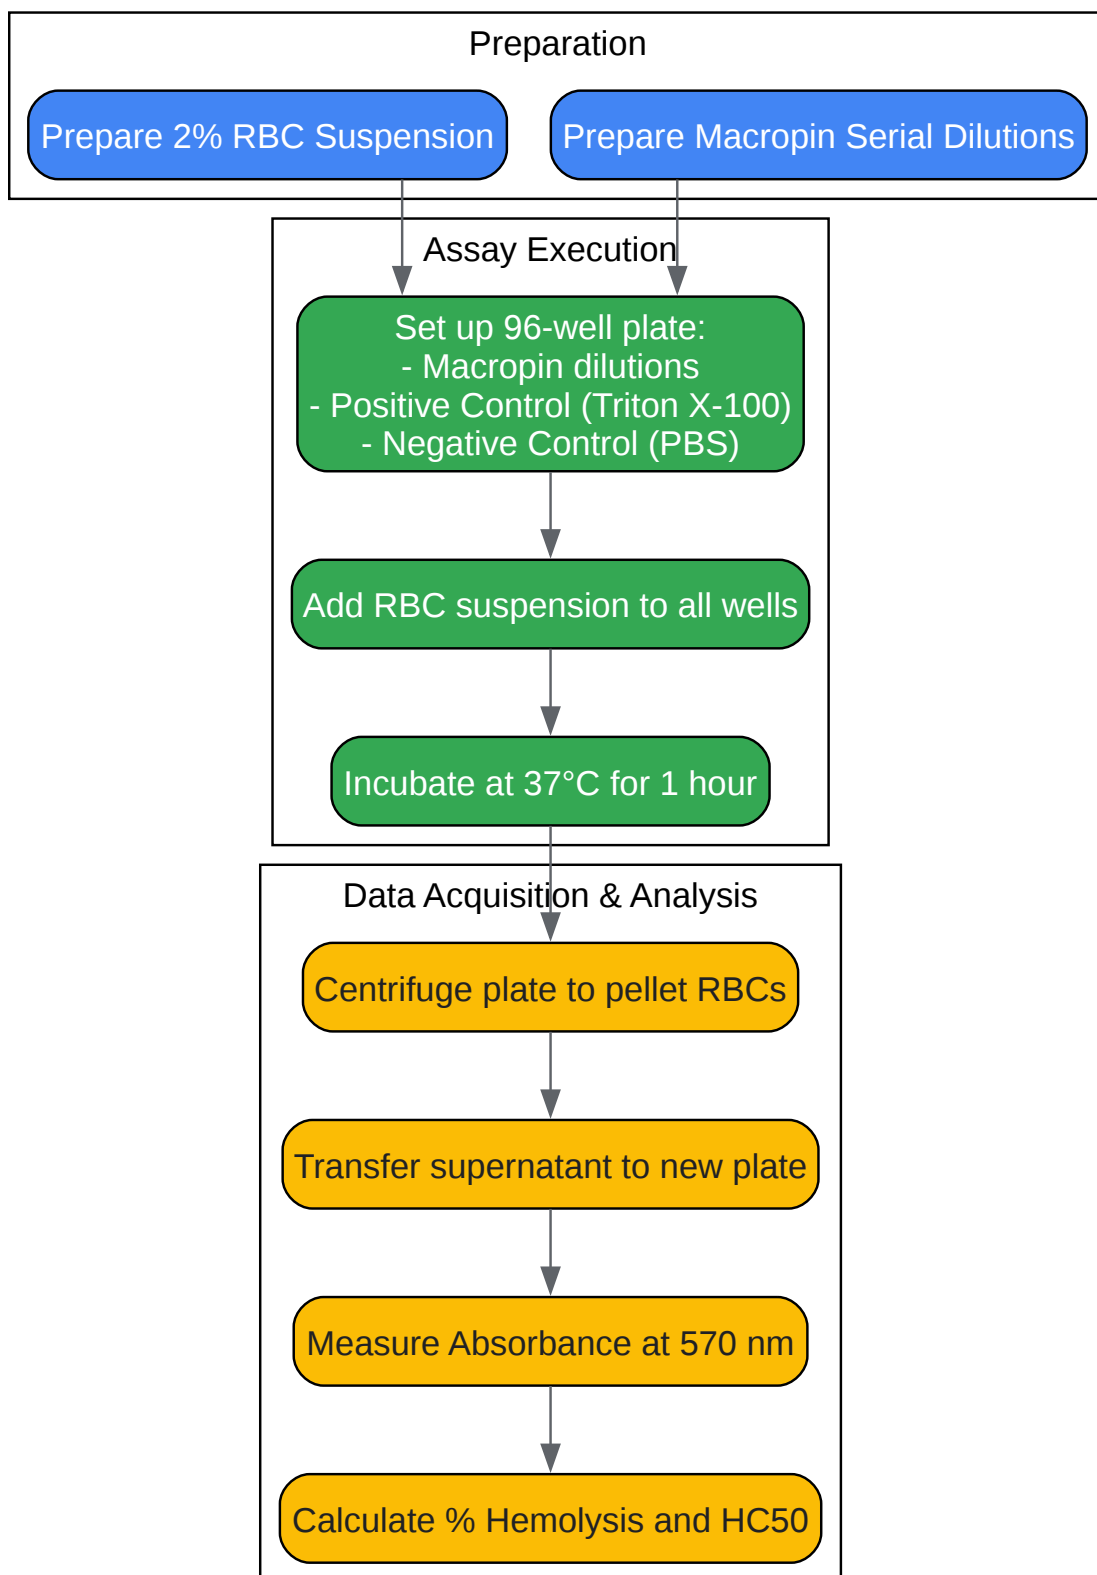 Preparation
Prepare 2% RBC Suspension
Prepare Macropin Serial Dilutions
Assay Execution
Set up 96-well plate:
- Macropin dilutions
- Positive Control (Triton X-100)
- Negative Control (PBS)
Add RBC suspension to all wells
Incubate at 37°C for 1 hour
Data Acquisition & Analysis
Centrifuge plate to pellet RBCs
Transfer supernatant to new plate
Measure Absorbance at 570 nm
Calculate % Hemolysis and HC50